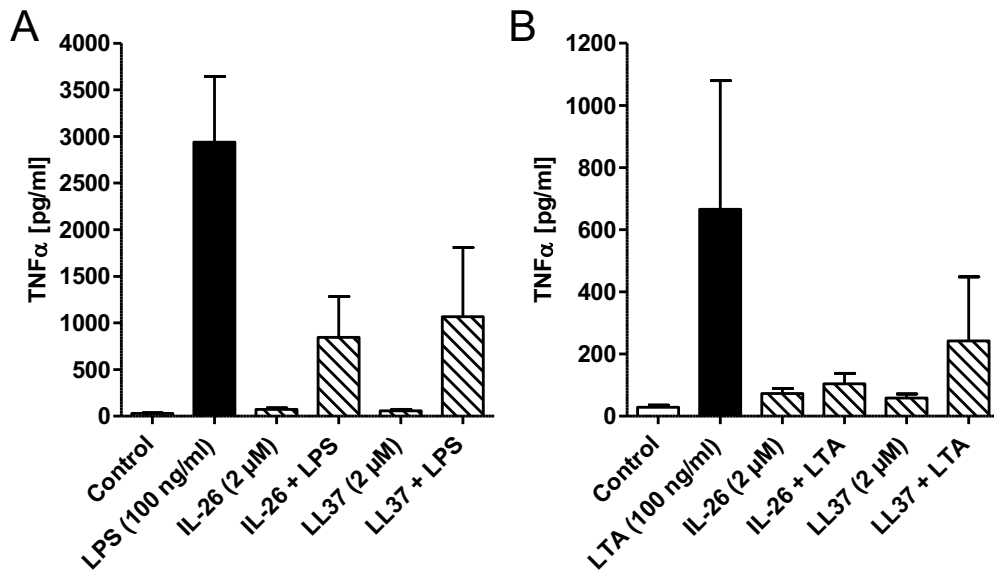 A
TNFα [pg/ml]
4000
3500
3000
2500
2000
1500
1000
500
0
Control
LPS (100 ng/ml)
IL-26 (2 µM)
IL-26 + LPS
LL37 (2 µM)
LL37 + LPS
B
TNFα [pg/ml]
1200
1000
800
600
400
200
0
Control
LTA (100 ng/ml)
IL-26 (2 µM)
IL-26 + LTA
LL37 (2 µM)
LL37 + LTA